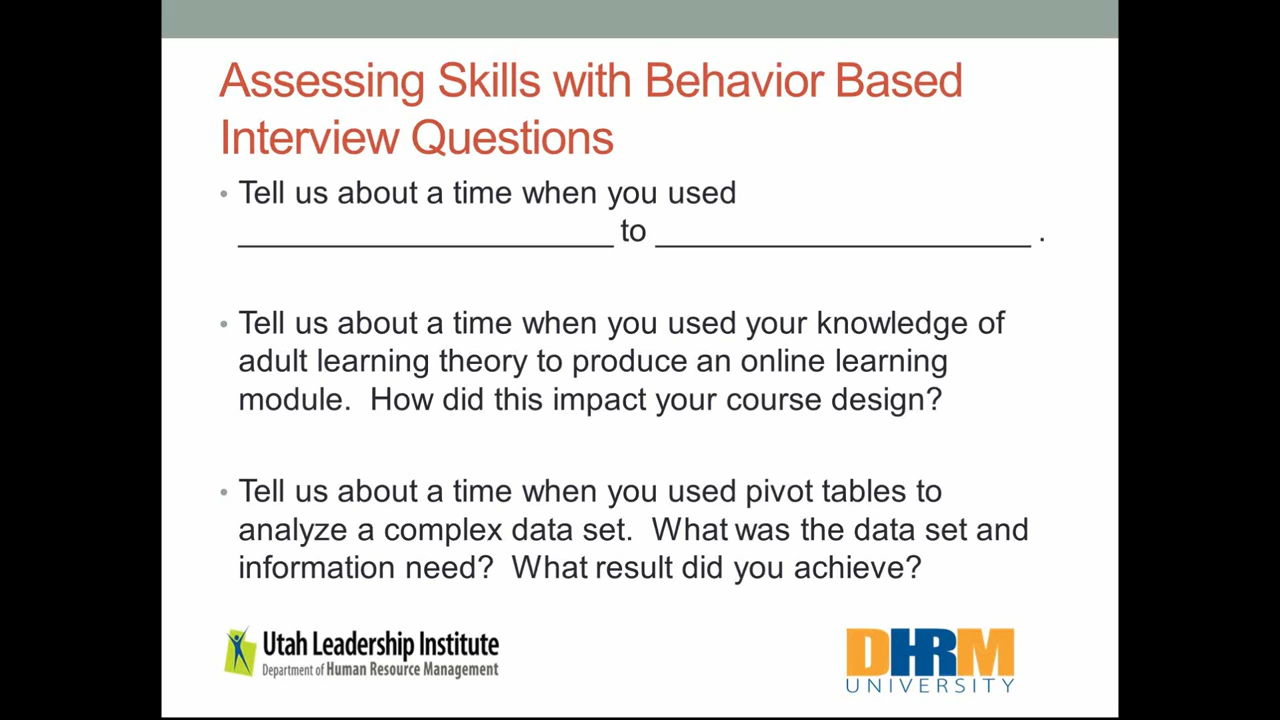 Assessing Skills with Behavior Based
Interview Questions
• Tell us about a time when you used
______________________ to ______________________ .
• Tell us about a time when you used your knowledge of
adult learning theory to produce an online learning
module.  How did this impact your course design?
• Tell us about a time when you used pivot tables to
analyze a complex data set.  What was the data set and
information need?  What result did you achieve?
Utah Leadership Institute
Department of Human Resource Management
DHRM
UNIVERSITY